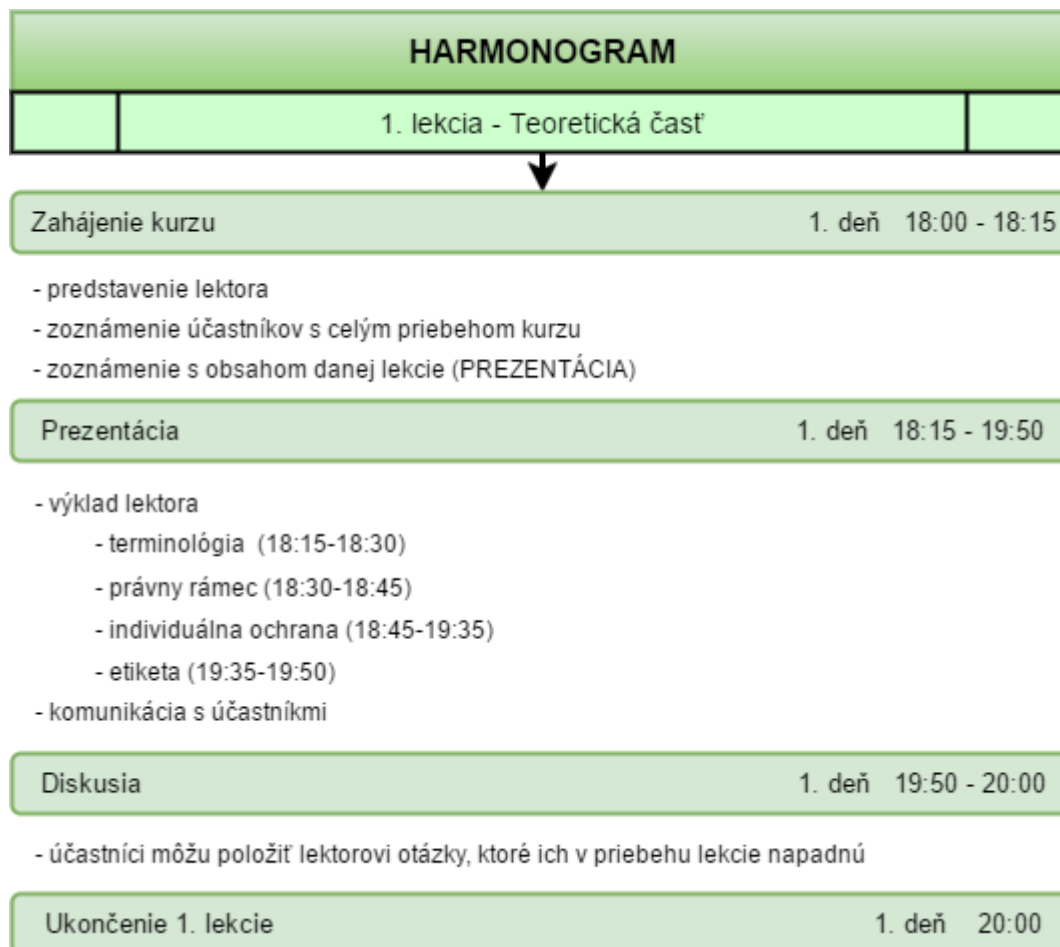 HARMONOGRAM
1. lekcia - Teoretická časť
Zahájenie kurzu 1. deň 18:00 - 18:15
- predstavenie lektora
- zoznámenie účastníkov s celým priebehom kurzu
- zoznámenie s obsahom danej lekcie (PREZENTÁCIA)
Prezentácia 1. deň 18:15 - 19:50
- výklad lektora
- terminológia (18:15-18:30)
- právny rámec (18:30-18:45)
- individuálna ochrana (18:45-19:35)
- etiketa (19:35-19:50)
- komunikácia s účastníkmi
Diskusia 1. deň 19:50 - 20:00
- účastníci môžu položiť lektorovi otázky, ktoré ich v priebehu lekcie napadnú
Ukončenie 1. lekcie 1. deň 20:00